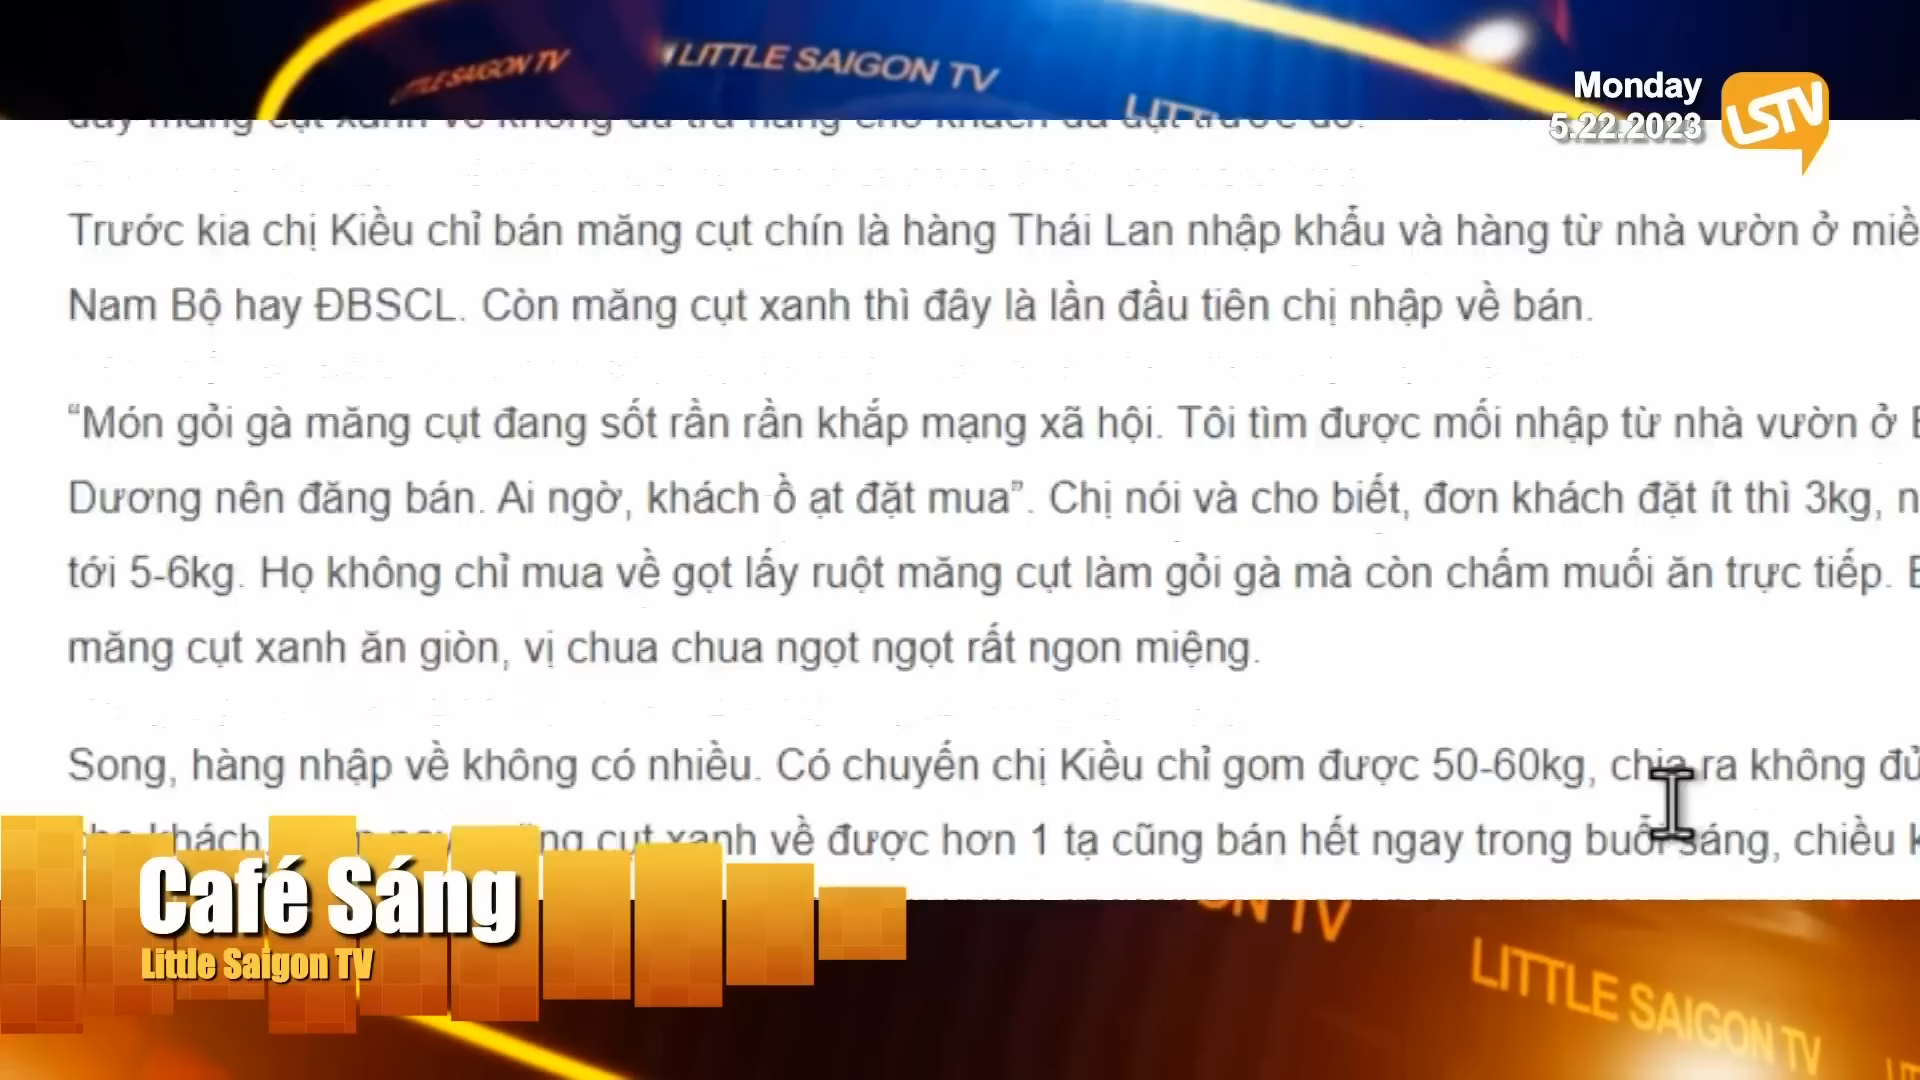 LITTLE SAIGON TV
LITTLE SAIGON TV
Monday
5.22.2023
LSTV
Trước kia chị Kiều chỉ bán măng cụt chín là hàng Thái Lan nhập khẩu và hàng từ nhà vườn ở
Nam Bộ hay ĐBSCL. Còn măng cụt xanh thì đây là lần đầu tiên chị nhập về bán.
“Món gỏi gà măng cụt đang sốt rần rần khắp mạng xã hội. Tôi tìm được mối nhập từ nhà vườn ở
Dương nên đăng bán. Ai ngờ, khách ồ ạt đặt mua”. Chị nói và cho biết, đơn khách đặt ít thì 3kg,
tới 5-6kg. Họ không chỉ mua về gọt lấy ruột măng cụt làm gỏi gà mà còn chấm muối ăn trực tiếp.
măng cụt xanh ăn giòn, vị chua chua ngọt ngọt rất ngon miệng.
Song, hàng nhập về không có nhiều. Có chuyến chị Kiều chỉ gom được 50-60kg, chia ra không đủ
khách cụt xanh về được hơn 1 tạ cũng bán hết ngay trong buổi sáng, chiều
Café Sáng
Little Saigon TV
LITTLE SAIGON TV